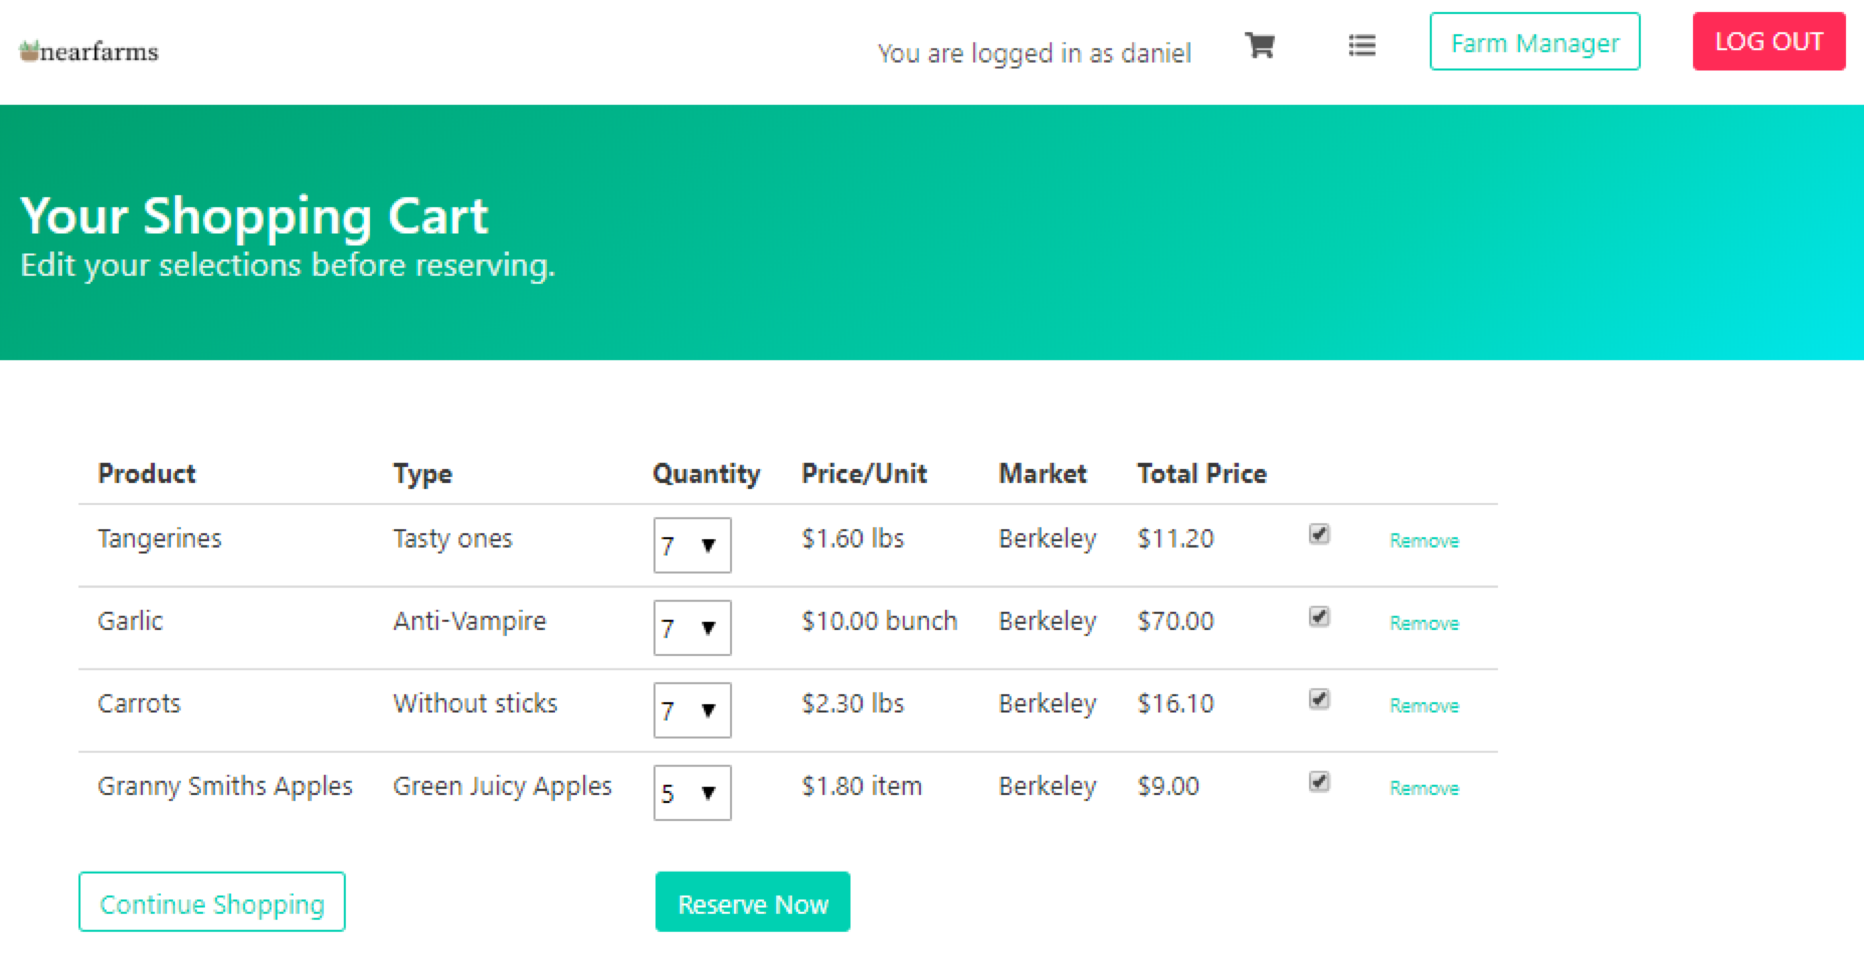 nearfarms
You are logged in as daniel
Farm Manager
LOG OUT
Your Shopping Cart
Edit your selections before reserving.
Product Type Quantity Price/Unit Market Total Price
Tangerines Tasty ones 7 $1.60 lbs Berkeley $11.20 Remove
Garlic Anti-Vampire 7 $10.00 bunch Berkeley $70.00 Remove
Carrots Without sticks 7 $2.30 lbs Berkeley $16.10 Remove
Granny Smiths Apples Green Juicy Apples 5 $1.80 item Berkeley $9.00 Remove
Continue Shopping Reserve Now